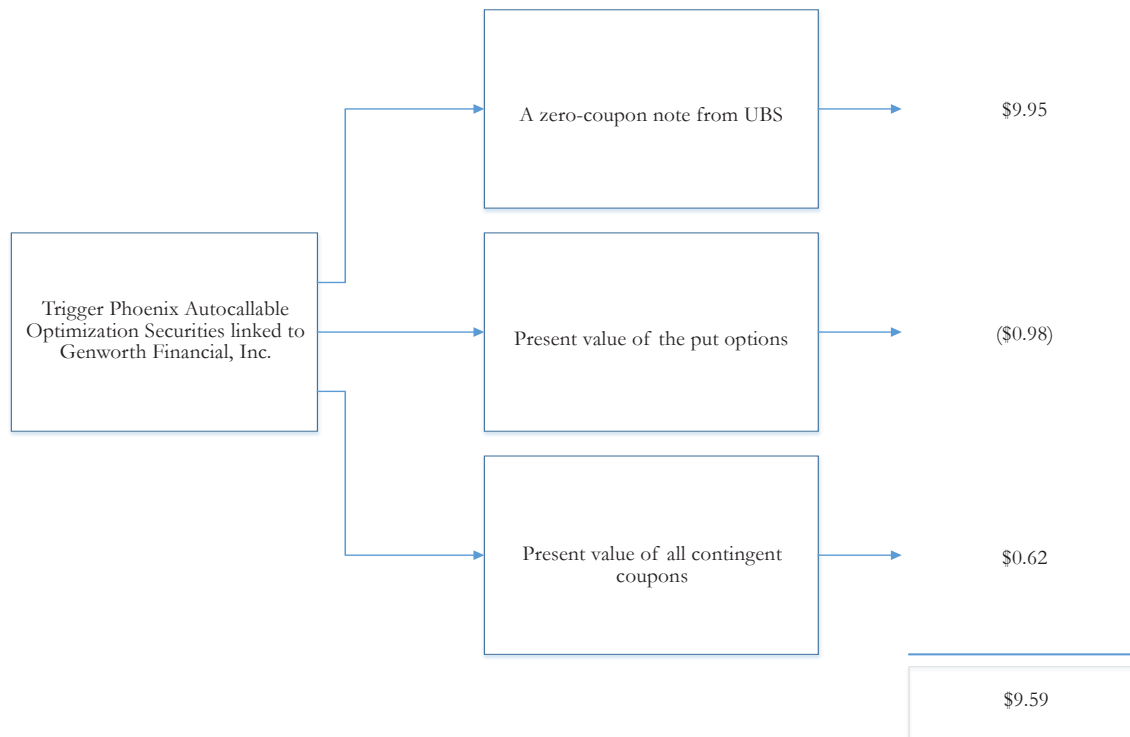 A zero-coupon note from UBS
$9.95
Trigger Phoenix Autocallable
Optimization Securities linked to
Genworth Financial, Inc.
Present value of the put options
($0.98)
Present value of all contingent
coupons
$0.62
$9.59